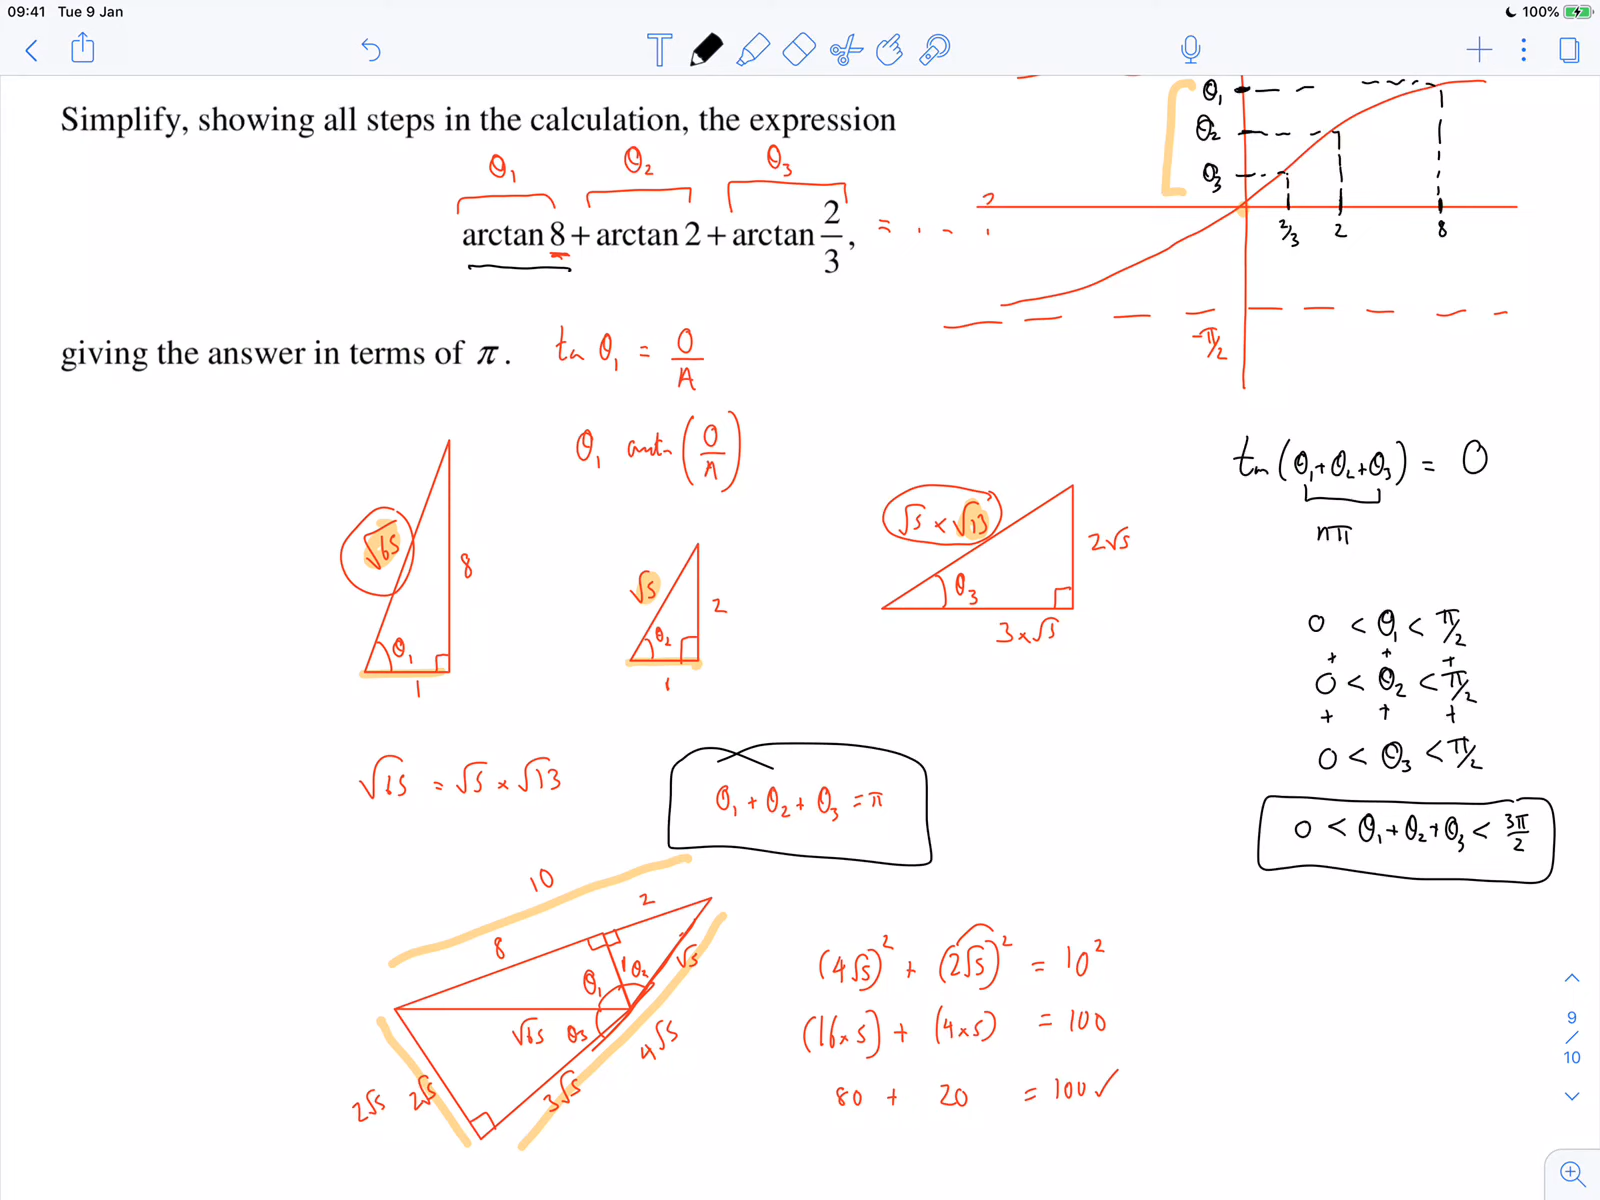 09:41 Tue 9 Jan
100%
Simplify, showing all steps in the calculation, the expression
θ₁ θ₂ θ₃
arctan 8 + arctan 2 + arctan 2/3, = . . . ?
giving the answer in terms of π.
tan θ₁ = O/A
θ₁ arctan (O/A)
θ₁
θ₂
θ₃
2/3 2 8
-π/2
tan (θ₁+θ₂+θ₃) = 0
nπ
√65
8
θ₁
1
√5
2
θ₂
1
√5 × √13
2√5
θ₃
3×√5
0 < θ₁ < π/2
+ + +
0 < θ₂ < π/2
+ + +
0 < θ₃ < π/2
0 < θ₁+θ₂+θ₃ < 3π/2
√65 = √5 × √13
θ₁ + θ₂ + θ₃ = π
10
8 2
θ₁ 1 θ₂ √5
√65 θ₃
4√5
2√5 2√5 3√5
(4√5)² + (2√5)² = 10²
(16×5) + (4×5) = 100
80 + 20 = 100 ✓
9
/
10